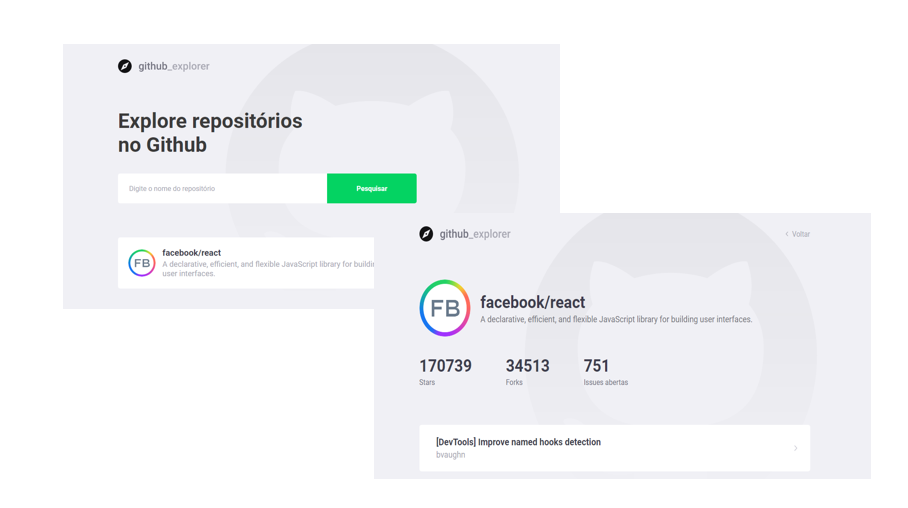 github_explorer
Explore repositórios
no Github
Digite o nome do repositório
Pesquisar
FB
facebook/react
A declarative, efficient, and flexible JavaScript library for
user interfaces.
github_explorer
Voltar
FB
facebook/react
A declarative, efficient, and flexible JavaScript library for building user interfaces.
170739
34513
751
Stars
Forks
Issues abertas
[DevTools] Improve named hooks detection
bvaughn